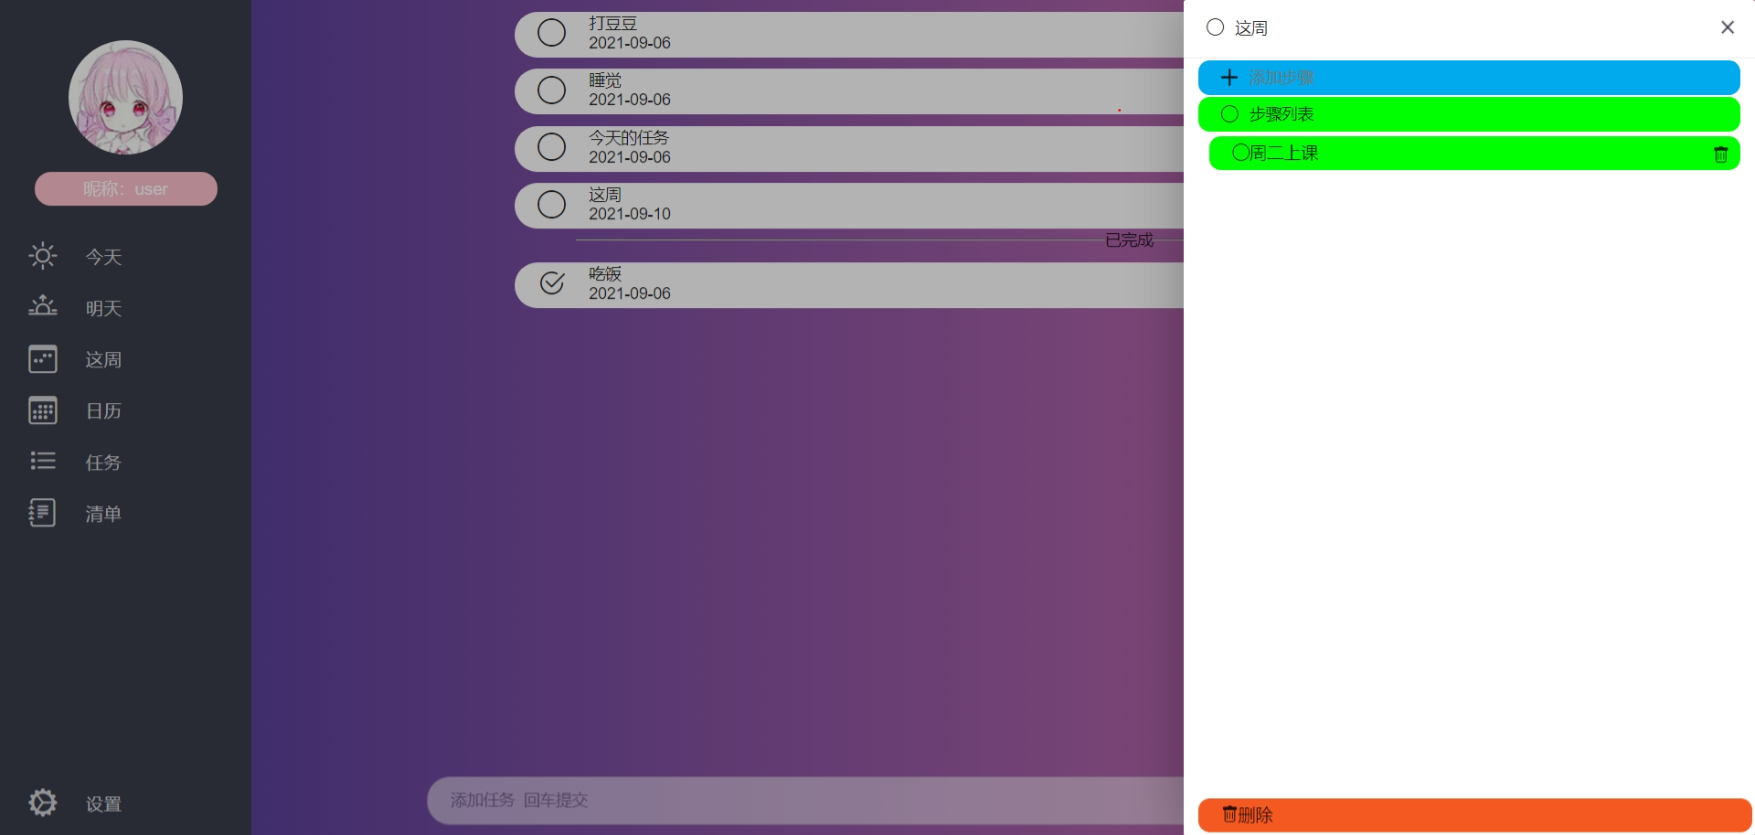 昵称：user
今天
明天
这周
日历
任务
清单
设置
打豆豆
2021-09-06
睡觉
2021-09-06
今天的任务
2021-09-06
这周
2021-09-10
已完成
吃饭
2021-09-06
添加任务 回车提交
这周
添加步骤
步骤列表
周二上课
删除